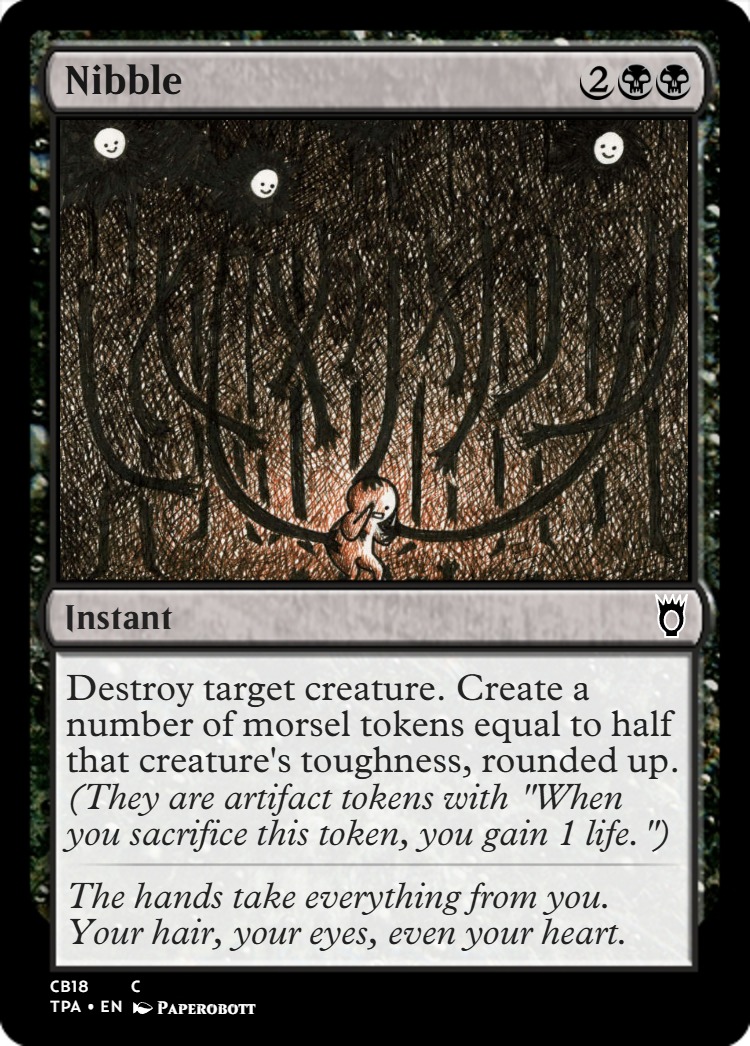 Nibble 2
Instant
Destroy target creature. Create a
number of morsel tokens equal to half
that creature's toughness, rounded up.
(They are artifact tokens with "When
you sacrifice this token, you gain 1 life. ")
The hands take everything from you.
Your hair, your eyes, even your heart.
CB18 C
TPA • EN Paperobott